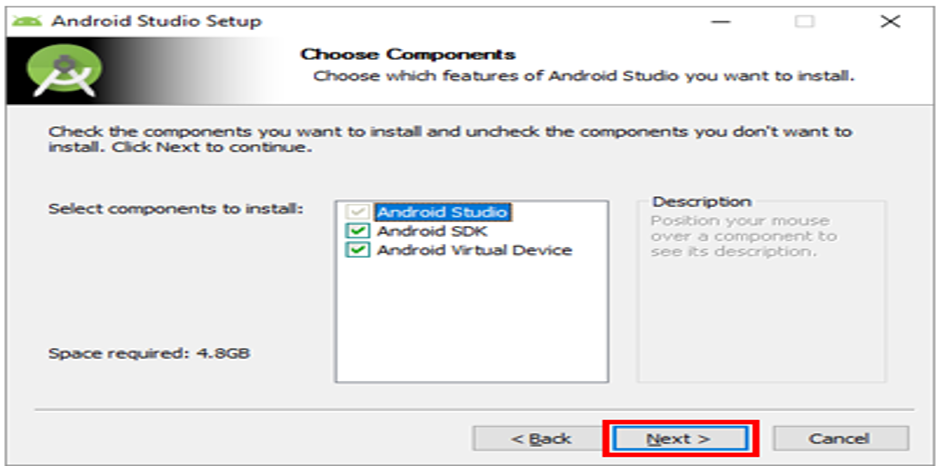 Android Studio Setup
Choose Components
Choose which features of Android Studio you want to install.
Check the components you want to install and uncheck the components you don't want to
install. Click Next to continue.
Select components to install:
Android Studio
Android SDK
Android Virtual Device
Description
Position your mouse
over a component to
see its description.
Space required: 4.8GB
< Back
Next >
Cancel